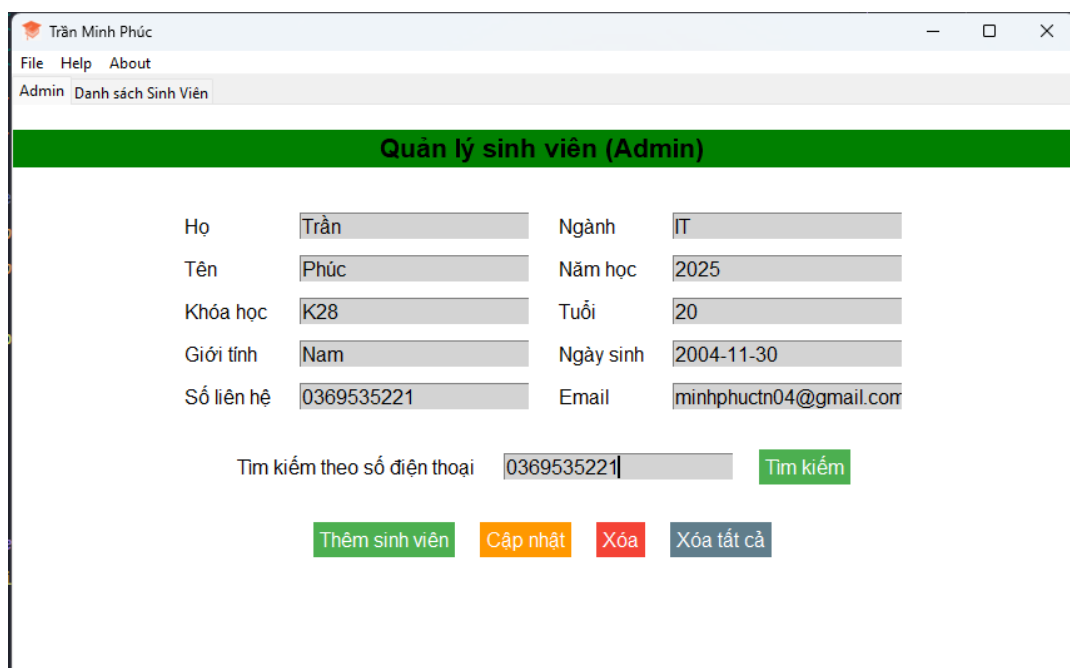 Trần Minh Phúc
File Help About
Admin Danh sách Sinh Viên
Quản lý sinh viên (Admin)
Họ Trần Ngành IT
Tên Phúc Năm học 2025
Khóa học K28 Tuổi 20
Giới tính Nam Ngày sinh 2004-11-30
Số liên hệ 0369535221 Email minhphuctn04@gmail.com
Tìm kiếm theo số điện thoại 0369535221 Tìm kiếm
Thêm sinh viên Cập nhật Xóa Xóa tất cả